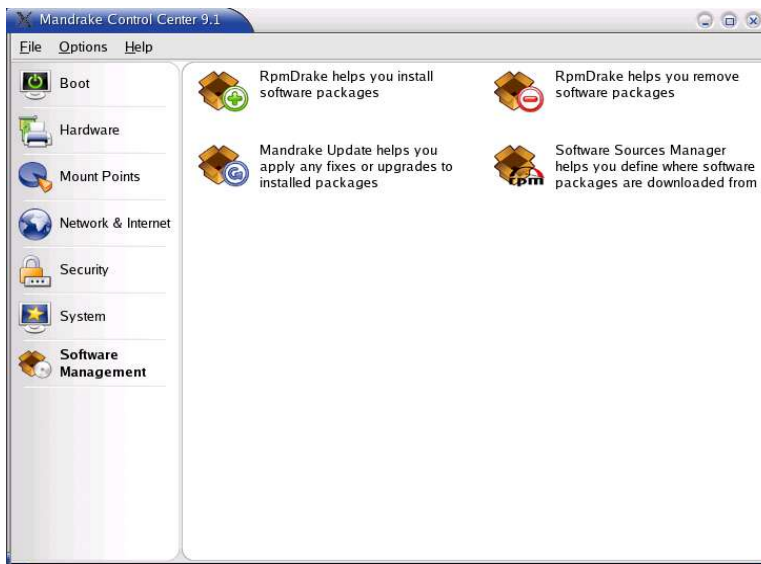 Mandrake Control Center 9.1
File Options Help
Boot
Hardware
Mount Points
Network & Internet
Security
System
Software
Management
RpmDrake helps you install
software packages
RpmDrake helps you remove
software packages
Mandrake Update helps you
apply any fixes or upgrades to
installed packages
Software Sources Manager
helps you define where software
packages are downloaded from
rpm